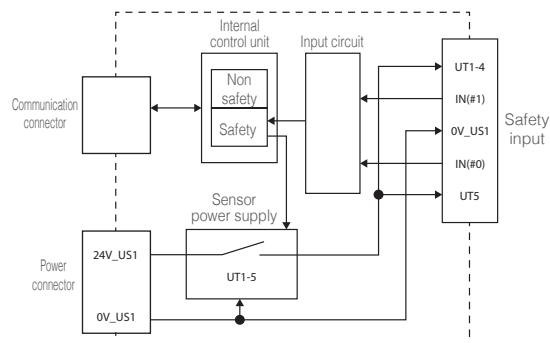 Internal
control unit
Input circuit
Non
safety
Safety
Communication
connector
UT1-4
IN(#1)
0V_US1
IN(#0)
UT5
Safety
input
Sensor
power supply
Power
connector
24V_US1
UT1-5
0V_US1